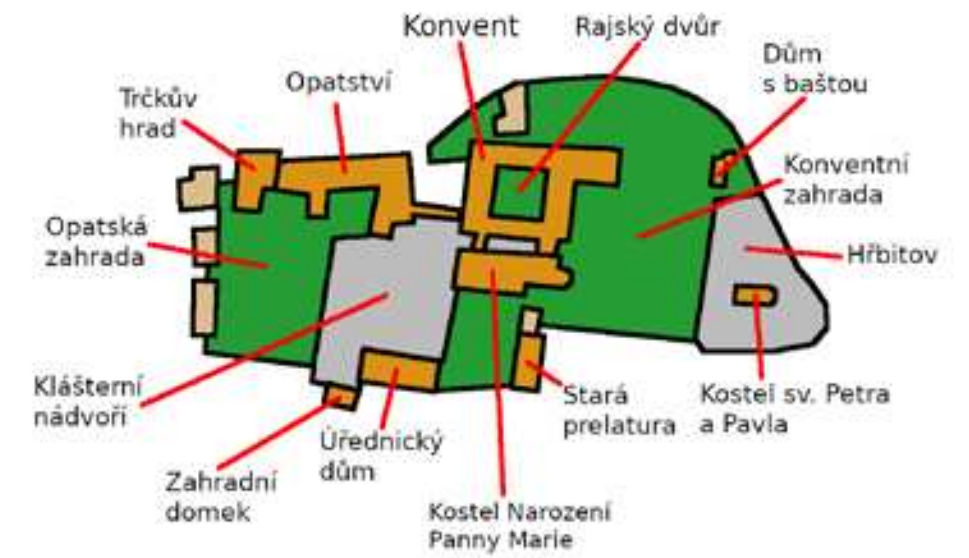 Konvent
Rajský dvůr
Dům
s baštou
Opatství
Trčkův
hrad
Konventní
zahrada
Opatská
zahrada
Hřbitov
Klášterní
nádvoří
Stará
prelatura
Kostel sv. Petra
a Pavla
Úřednický
dům
Zahradní
domek
Kostel Narození
Panny Marie